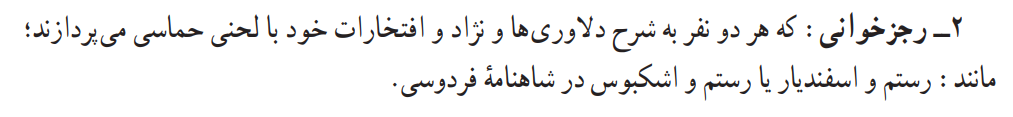 ۲ــ رجزخوانی : که هر دو نفر به شرح دلاوری‌ها و نژاد و افتخارات خود با لحنی حماسی می‌پردازند؛
مانند : رستم و اسفندیار یا رستم و اشکبوس در شاهنامهٔ فردوسی.